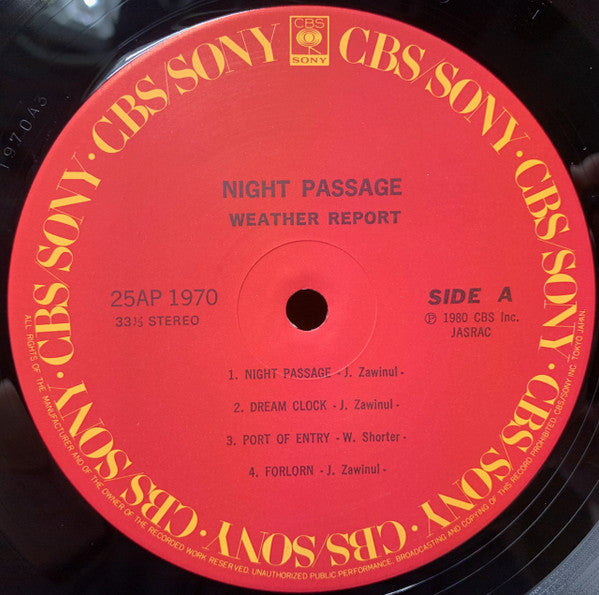 CBS
SONY
CBS/SONY · CBS/SONY · CBS/SONY · CBS/SONY · CBS/SONY · CBS/SONY · CBS/SONY · CBS/SONY
NIGHT PASSAGE
WEATHER REPORT
25AP 1970
33⅓ STEREO
SIDE A
Ⓟ 1980 CBS Inc.
JASRAC
1. NIGHT PASSAGE - J. Zawinul -
2. DREAM CLOCK - J. Zawinul -
3. PORT OF ENTRY - W. Shorter -
4. FORLORN - J. Zawinul -
ALL RIGHTS OF THE MANUFACTURER AND OF THE OWNER OF THE RECORDED WORK RESERVED. UNAUTHORIZED PUBLIC PERFORMANCE, BROADCASTING AND COPYING OF THIS RECORD PROHIBITED. CBS/SONY INC. TOKYO JAPAN.
1970A3
1